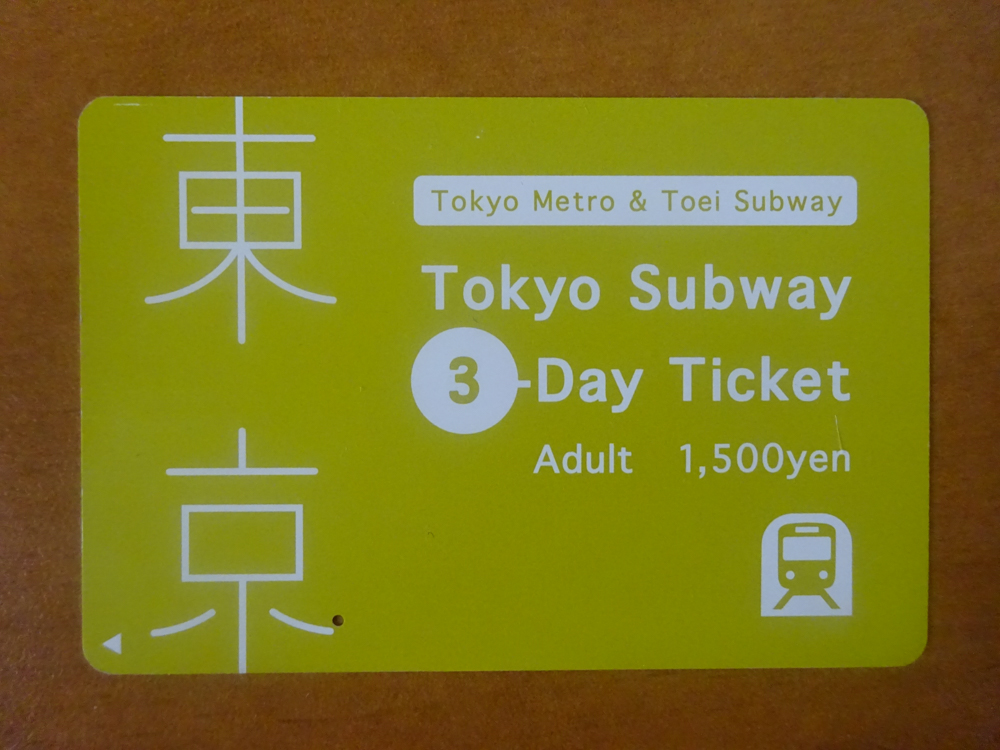 東京
Tokyo Metro & Toei Subway
Tokyo Subway
3-Day Ticket
Adult 1,500yen